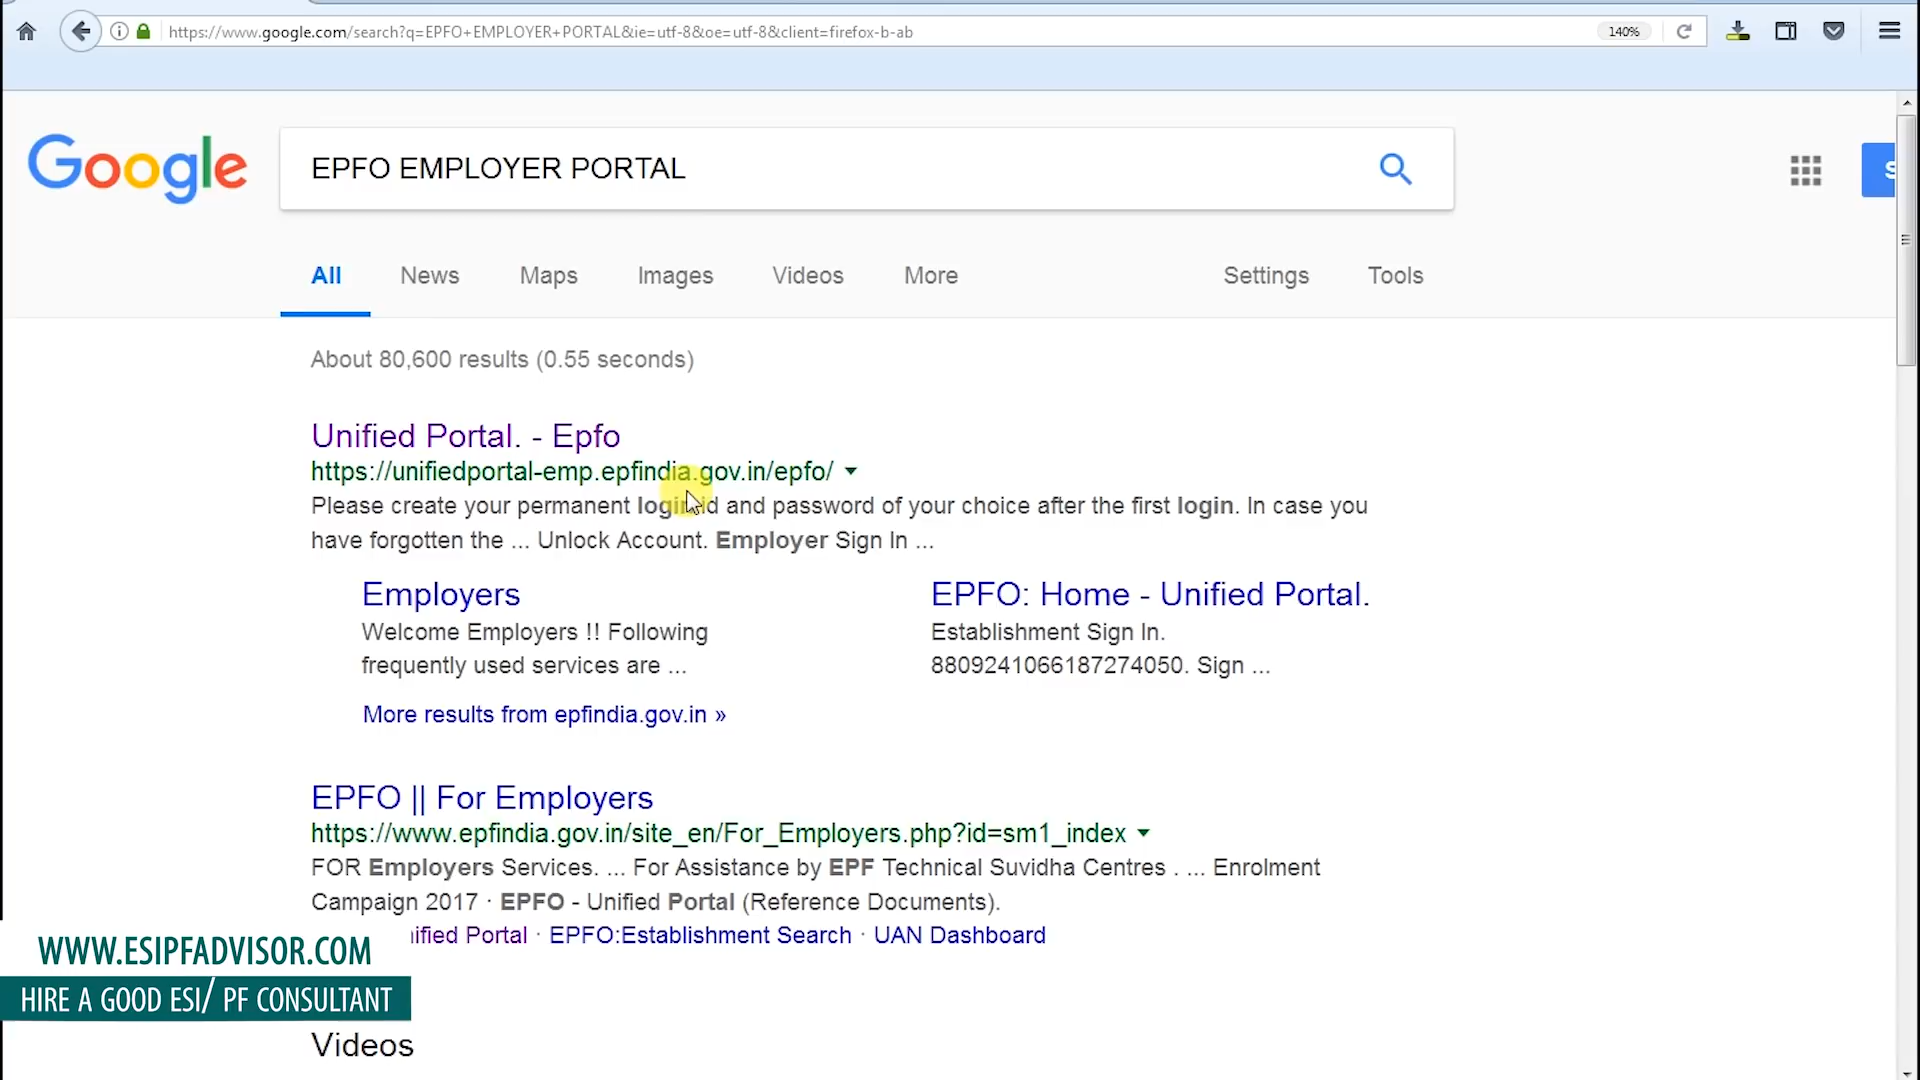 https://www.google.com/search?q=EPFO+EMPLOYER+PORTAL&ie=utf-8&oe=utf-8&client=firefox-b-ab
140%
Google
EPFO EMPLOYER PORTAL
S
All News Maps Images Videos More Settings Tools
About 80,600 results (0.55 seconds)
Unified Portal. - Epfo
https://unifiedportal-emp.epfindia.gov.in/epfo/
Please create your permanent login id and password of your choice after the first login. In case you
have forgotten the ... Unlock Account. Employer Sign In ...
Employers
Welcome Employers !! Following
frequently used services are ...
EPFO: Home - Unified Portal.
Establishment Sign In.
8809241066187274050. Sign ...
More results from epfindia.gov.in »
EPFO || For Employers
https://www.epfindia.gov.in/site_en/For_Employers.php?id=sm1_index
FOR Employers Services. ... For Assistance by EPF Technical Suvidha Centres . ... Enrolment
Campaign 2017 · EPFO - Unified Portal (Reference Documents).
ified Portal · EPFO:Establishment Search · UAN Dashboard
WWW.ESIPFADVISOR.COM
HIRE A GOOD ESI/ PF CONSULTANT
Videos